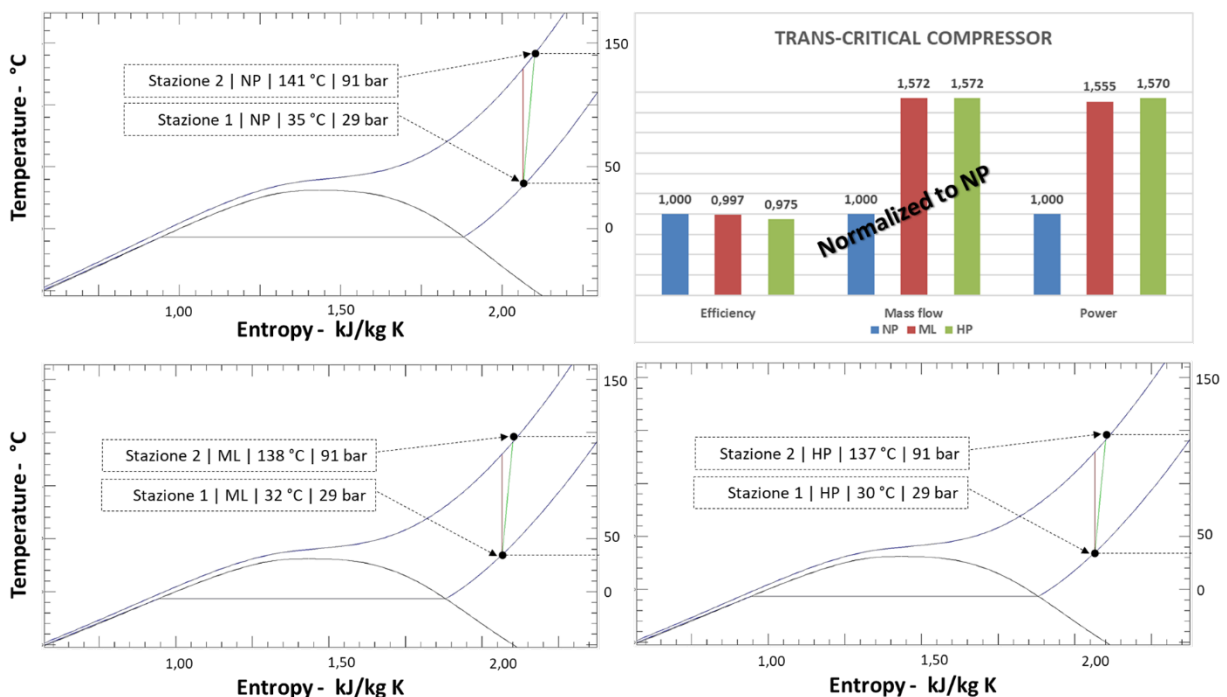 Temperature - °C
150
50
0
Stazione 2 | NP | 141 °C | 91 bar
Stazione 1 | NP | 35 °C | 29 bar
1,00
1,50
2,00
Entropy - kJ/kg K
TRANS-CRITICAL COMPRESSOR
1,572
1,572
1,555
1,570
1,000
0,997
0,975
1,000
1,000
Normalized to NP
Efficiency
Mass flow
Power
NP
ML
HP
Temperature - °C
150
50
0
Stazione 2 | ML | 138 °C | 91 bar
Stazione 1 | ML | 32 °C | 29 bar
1,00
1,50
2,00
Entropy - kJ/kg K
150
50
0
Stazione 2 | HP | 137 °C | 91 bar
Stazione 1 | HP | 30 °C | 29 bar
1,00
1,50
2,00
Entropy - kJ/kg K